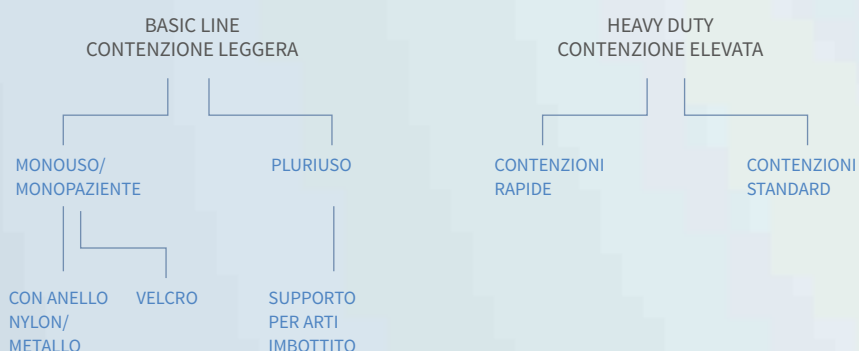 BASIC LINE
CONTENZIONE LEGGERA
HEAVY DUTY
CONTENZIONE ELEVATA
MONOUSO/
MONOPAZIENTE
PLURIUSO
CONTENZIONI
RAPIDE
CONTENZIONI
STANDARD
CON ANELLO
NYLON/
METALLO
VELCRO
SUPPORTO
PER ARTI
IMBOTTITO